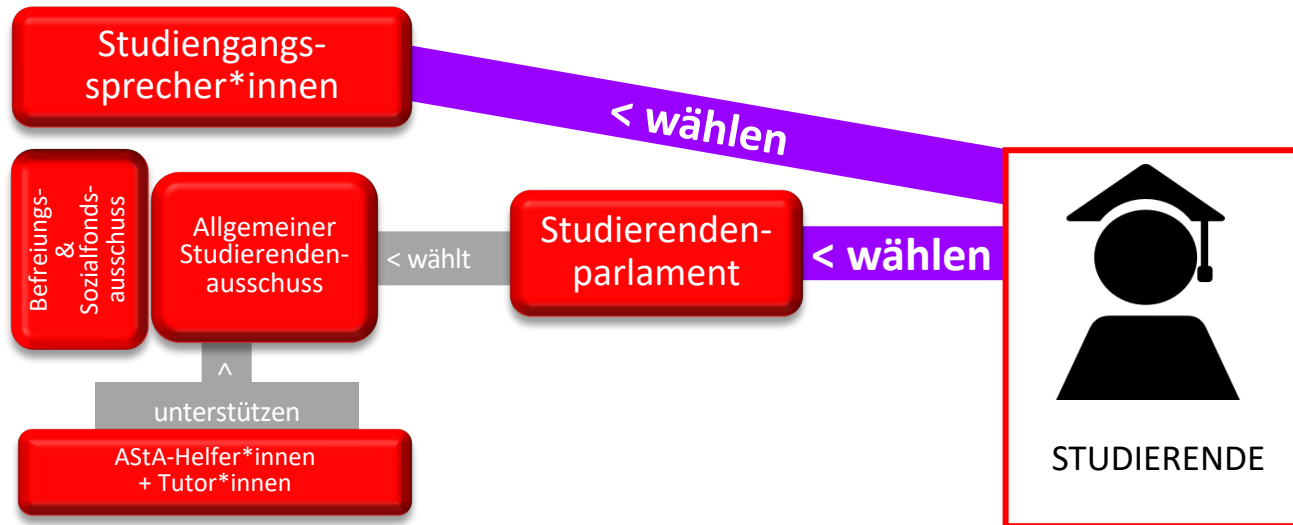 Studiengangs-
sprecher*innen
< wählen
Befreiungs-
&
Sozialfonds-
ausschuss
Allgemeiner
Studierenden-
ausschuss
< wählt
Studierenden-
parlament
< wählen
^
unterstützen
AStA-Helfer*innen
+ Tutor*innen
STUDIERENDE